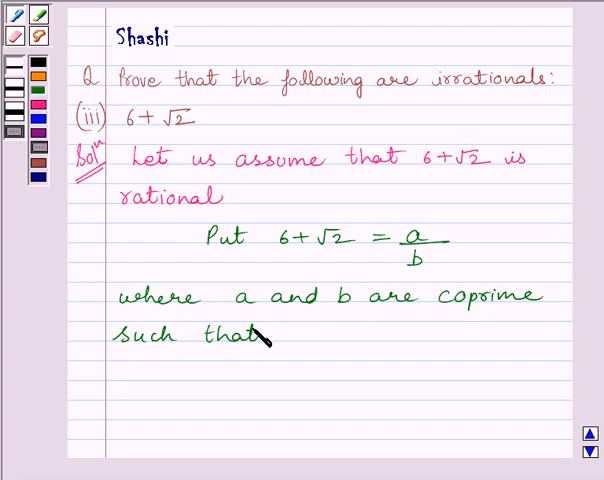 Shashi
Q Prove that the following are irrationals:
(iii) 6+√2
Solⁿ Let us assume that 6+√2 is
rational
Put 6+√2 = a/b
where a and b are coprime
such that